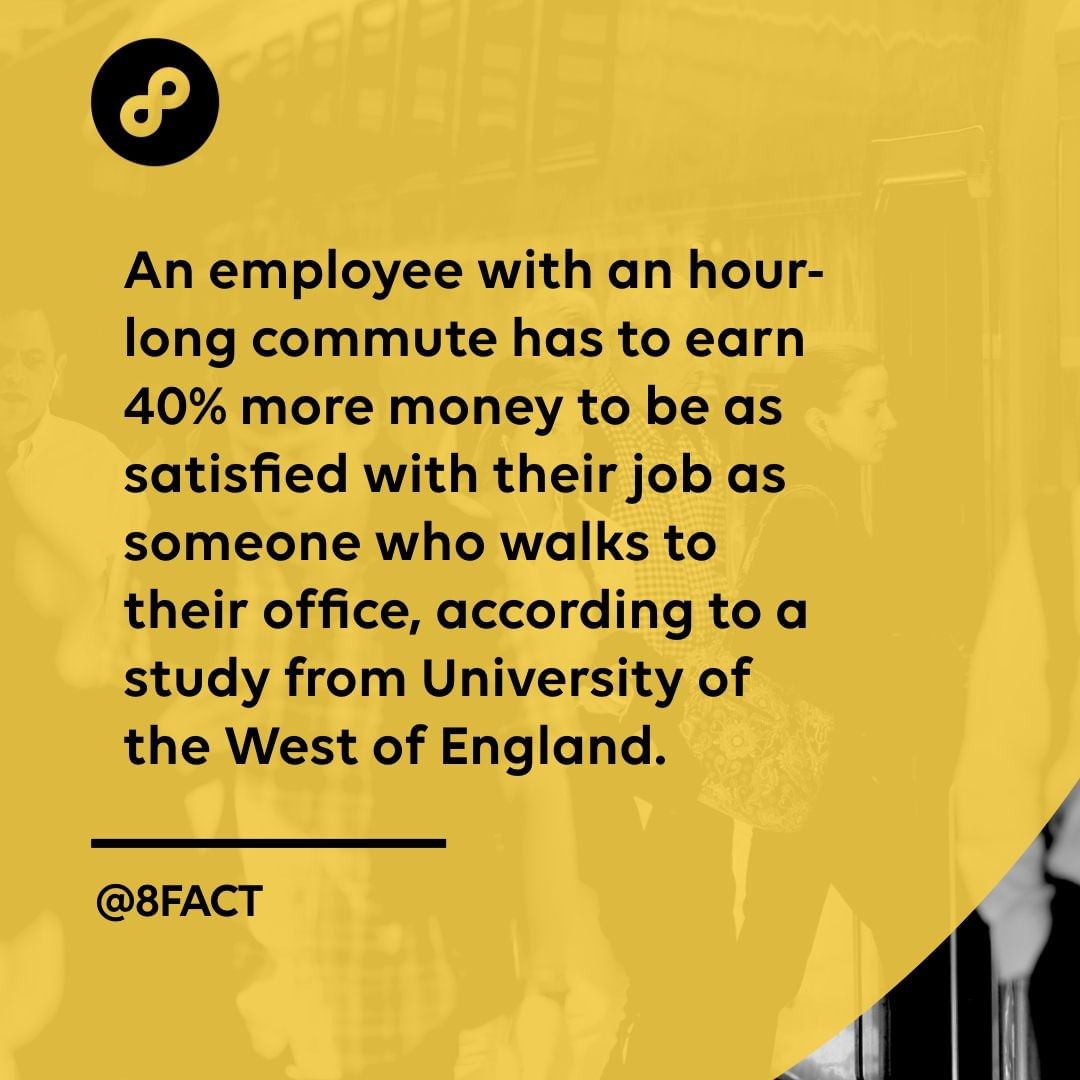 An employee with an hour-
long commute has to earn
40% more money to be as
satisfied with their job as
someone who walks to
their office, according to a
study from University of
the West of England.
@8FACT